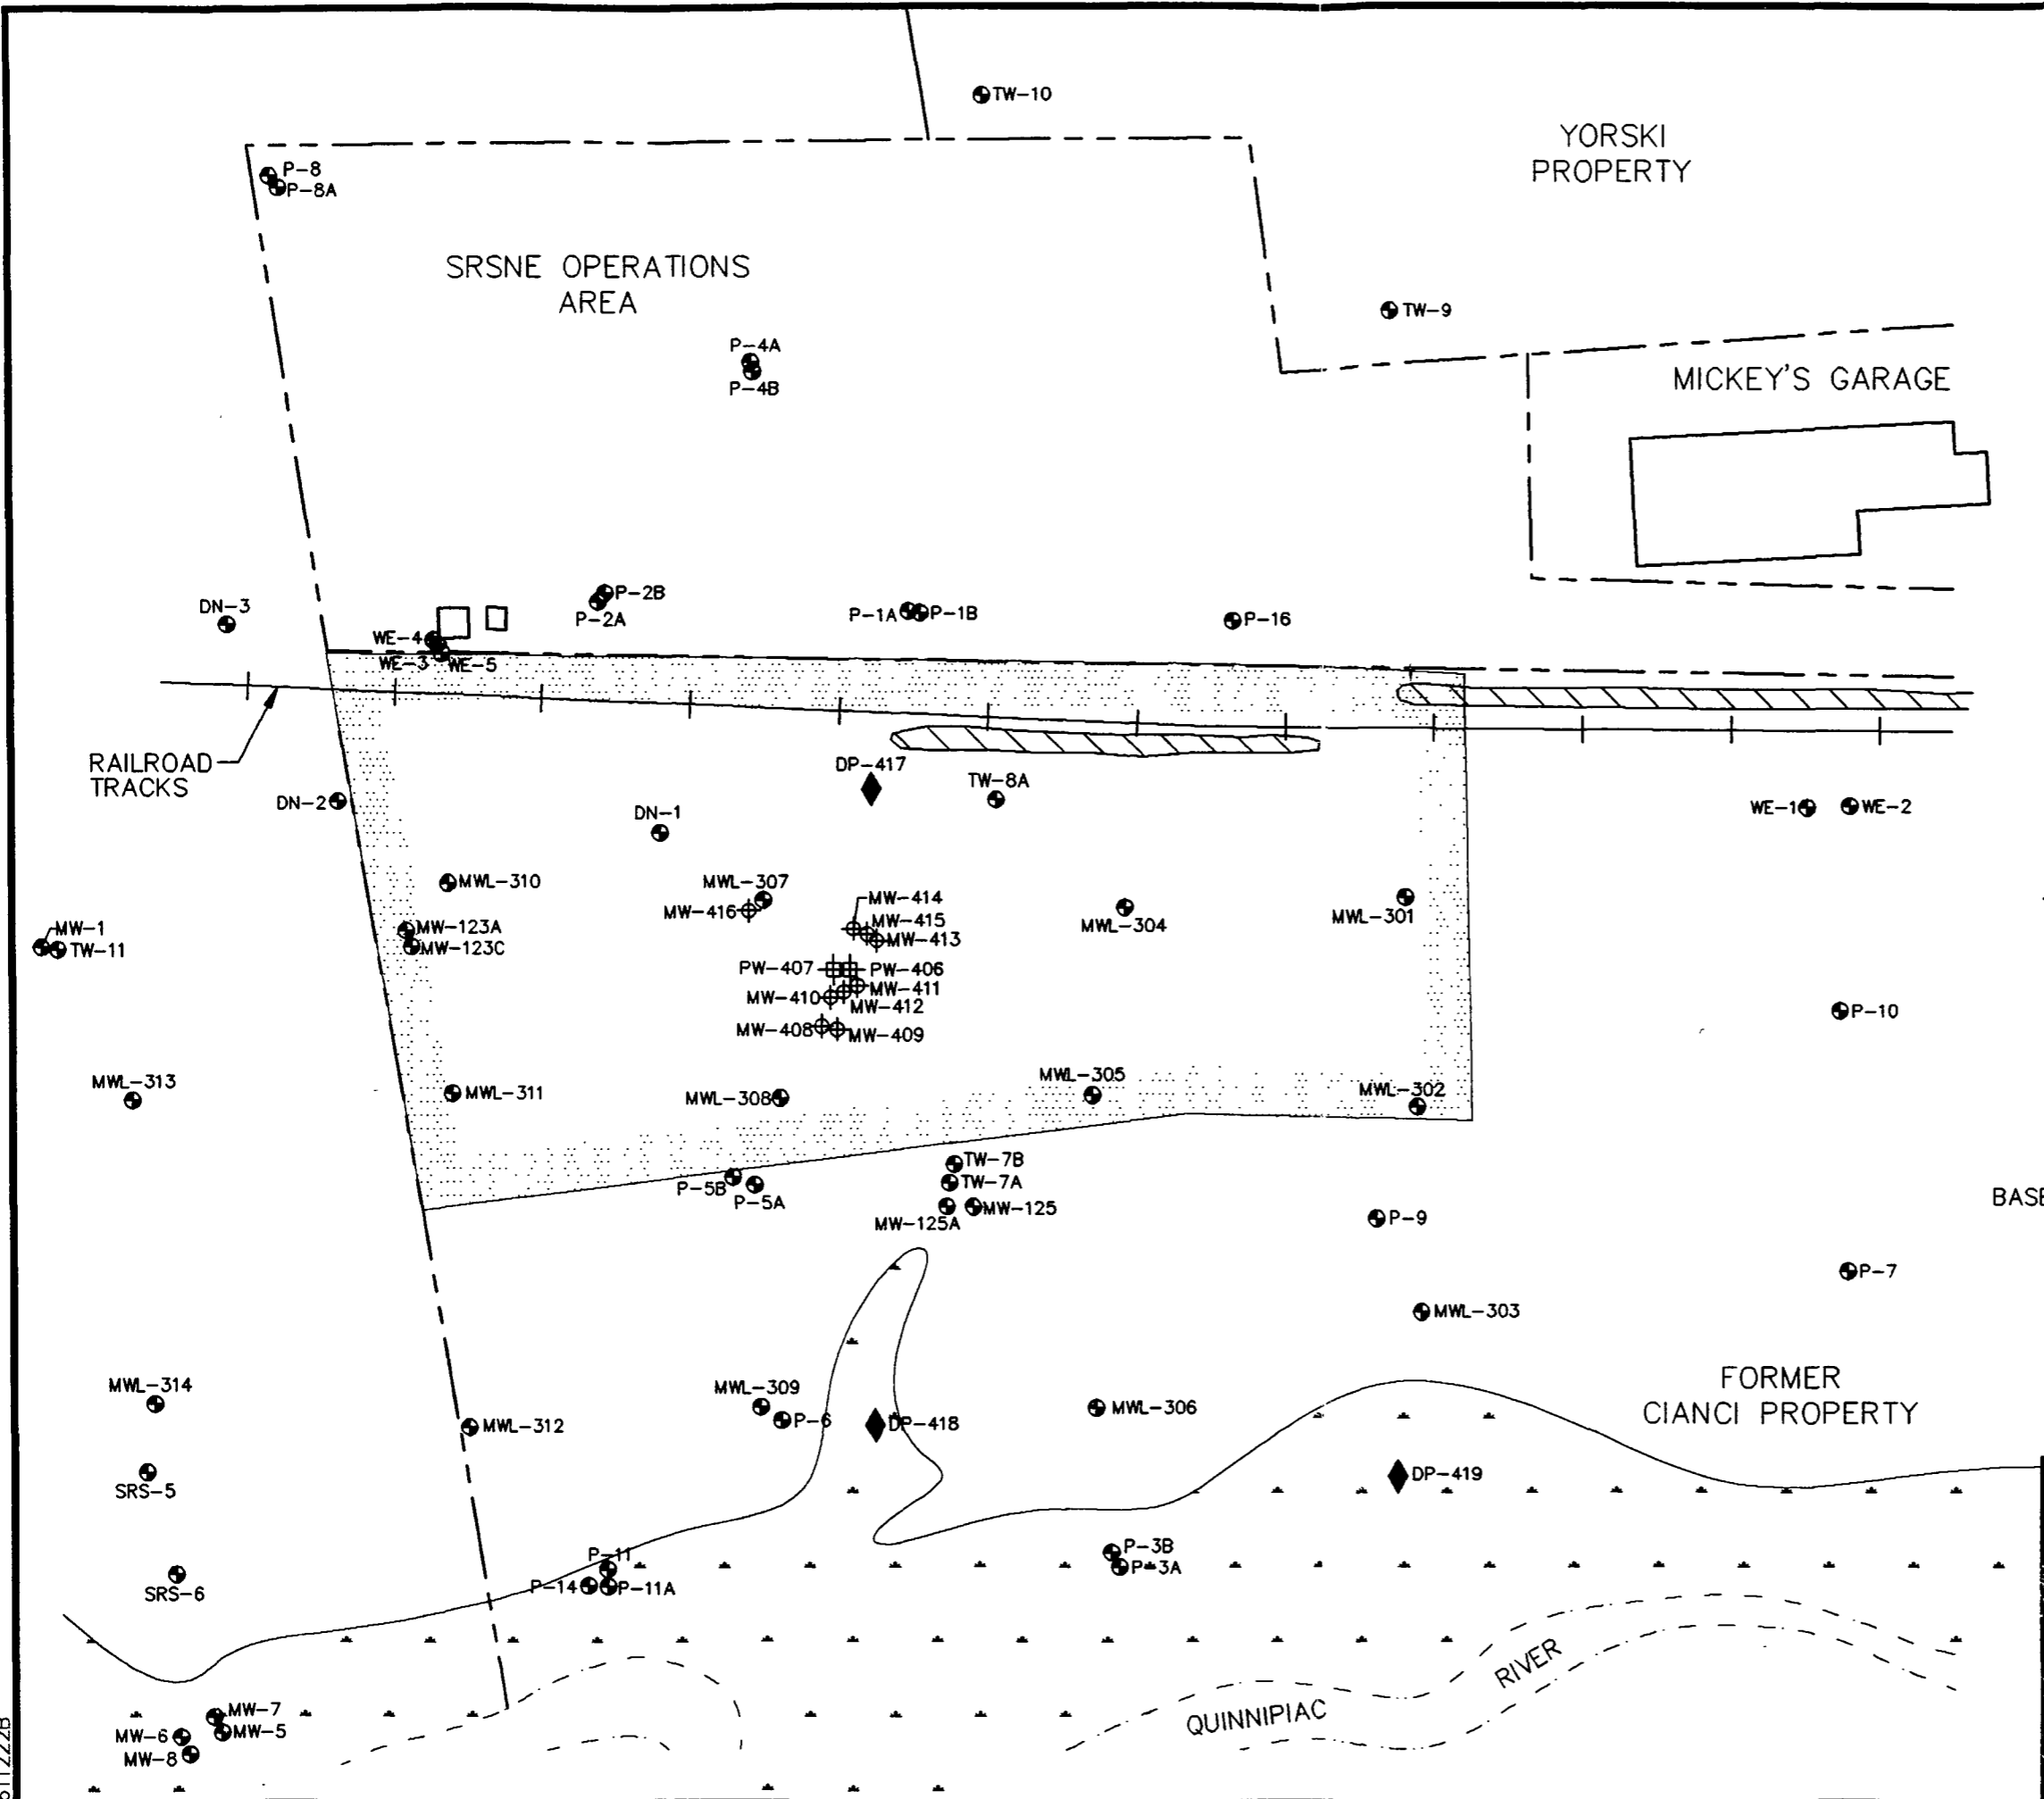 TW-10
YORSKI
PROPERTY
P-8
P-8A
SRSNE OPERATIONS
AREA
TW-9
P-4A
P-4B
MICKEY'S GARAGE
DN-3
P-2B
P-2A
P-1A
P-1B
P-16
WE-4
WE-3
WE-5
RAILROAD
TRACKS
DP-417
TW-8A
DN-2
DN-1
WE-1
WE-2
MWL-310
MWL-307
MW-416
MW-414
MW-415
MW-413
MWL-304
MWL-301
MW-1
TW-11
MW-123A
MW-123C
PW-407
PW-406
MW-411
MW-410
MW-412
MW-408
MW-409
P-10
MWL-313
MWL-311
MWL-308
MWL-305
MWL-302
TW-7B
TW-7A
P-5B
P-5A
MW-125A
MW-125
P-9
BASE
P-7
MWL-303
MWL-314
MWL-312
MWL-309
P-6
DP-418
MWL-306
FORMER
CIANCI PROPERTY
DP-419
SRS-5
SRS-6
P-11
P-14
P-11A
P-3B
P-3A
QUINNIPIAC
RIVER
MW-7
MW-6
MW-5
MW-8